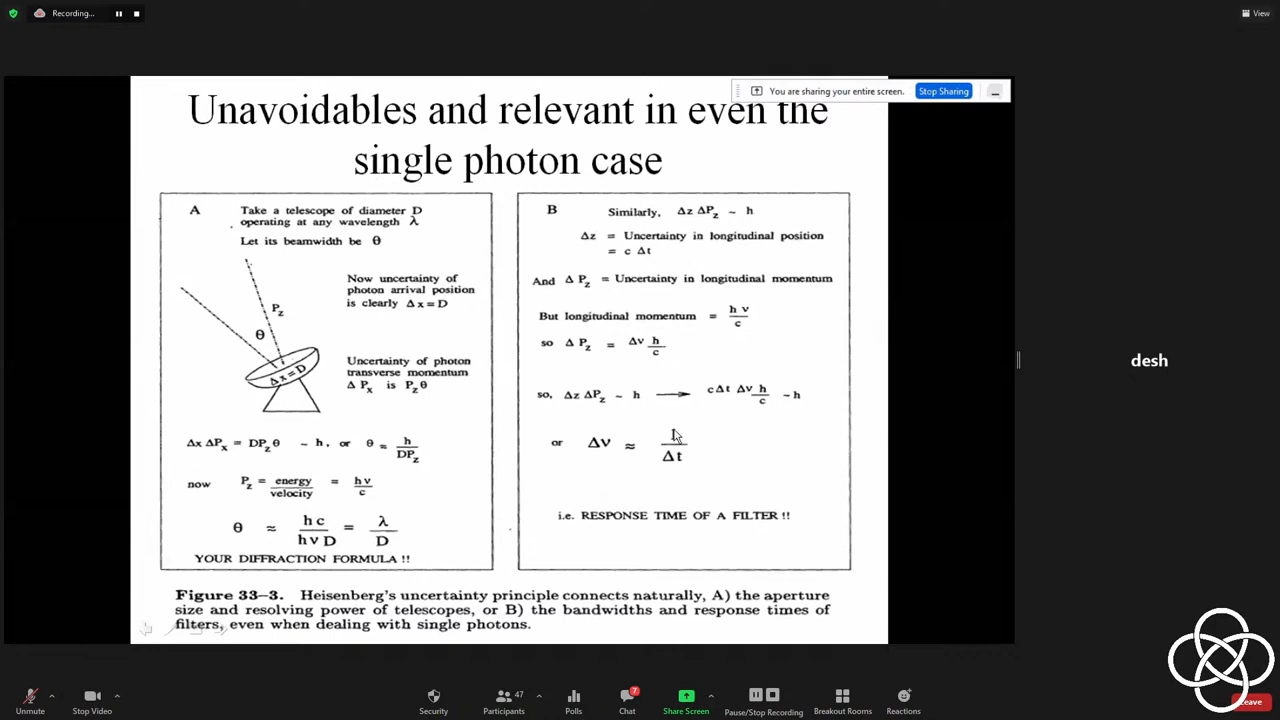 Recording...
View
You are sharing your entire screen.
Stop Sharing
Unavoidables and relevant in even the
single photon case
A
Take a telescope of diameter D
operating at any wavelength λ
Let its beamwidth be θ
Now uncertainty of
photon arrival position
is clearly Δx=D
P_z
θ
Δx=D
Uncertainty of photon
transverse momentum
Δ P_x is P_zθ
Δx ΔP_x = DP_zθ ~ h, or θ ≈ h/DP_z
now P_z = energy/velocity = hν/c
θ ≈ hc/hνD = λ/D
YOUR DIFFRACTION FORMULA!!
B
Similarly, Δz ΔP_z ~ h
Δz = Uncertainty in longitudinal position
= c Δt
And Δ P_z = Uncertainty in longitudinal momentum
But longitudinal momentum = hν/c
so Δ P_z = Δν h/c
so, Δz ΔP_z ~ h → cΔt Δν h/c ~h
or Δν ≈ 1/Δt
i.e. RESPONSE TIME OF A FILTER!!
Figure 33–3. Heisenberg's uncertainty principle connects naturally, A) the aperture
size and resolving power of telescopes, or B) the bandwidths and response times of
filters, even when dealing with single photons.
desh
Unmute
Stop Video
Security
47
Participants
Polls
7
Chat
Share Screen
Pause/Stop Recording
Breakout Rooms
Reactions
Leave